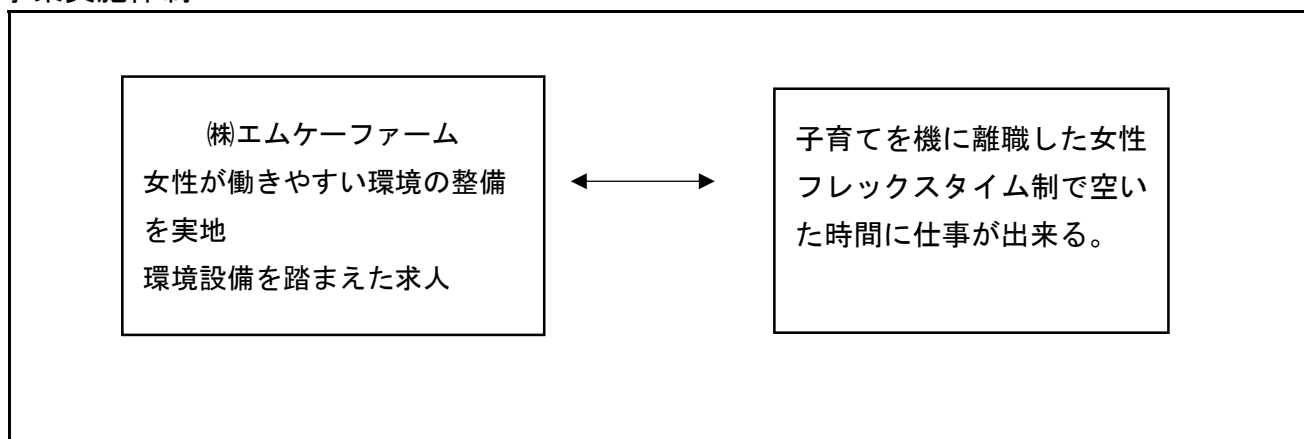 ㈱エムケーファーム
女性が働きやすい環境の整備
を実地
環境設備を踏まえた求人
子育てを機に離職した女性
フレックスタイム制で空い
た時間に仕事が出来る。